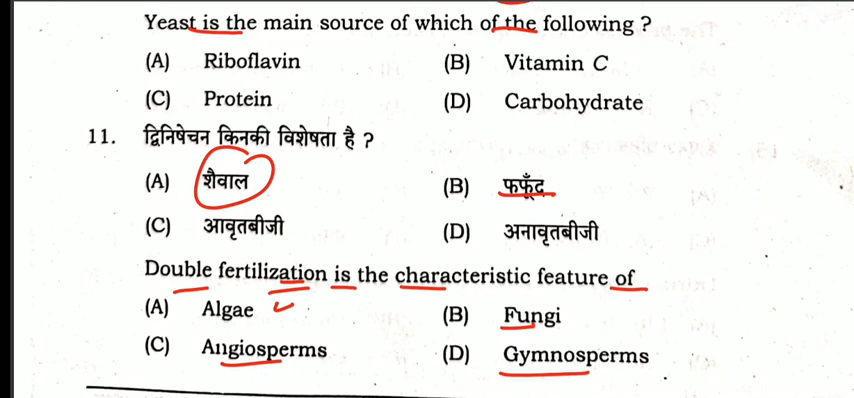 Yeast is the main source of which of the following ?
(A) Riboflavin (B) Vitamin C
(C) Protein (D) Carbohydrate
11. द्विनिषेचन किनकी विशेषता है ?
(A) शैवाल (B) फफूँद
(C) आवृतबीजी (D) अनावृतबीजी
Double fertilization is the characteristic feature of
(A) Algae (B) Fungi
(C) Angiosperms (D) Gymnosperms